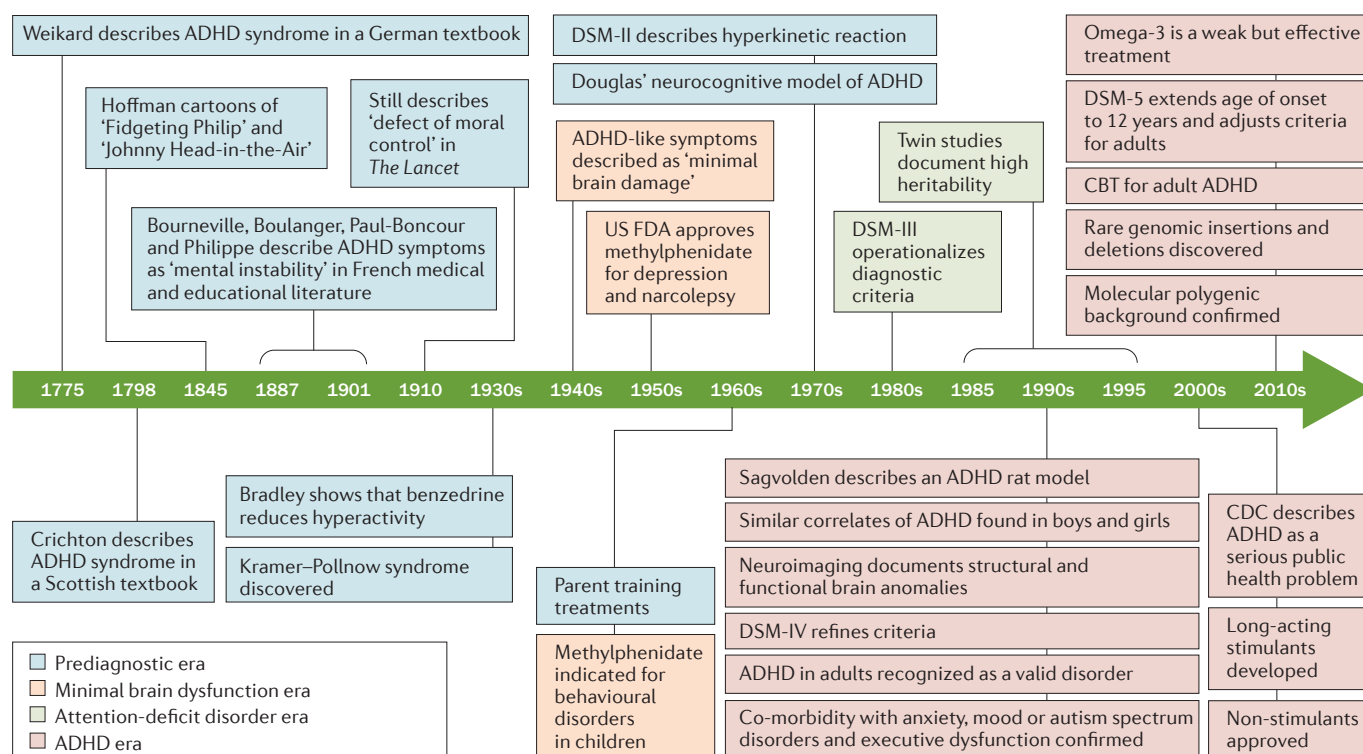 Weikard describes ADHD syndrome in a German textbook
Hoffman cartoons of
‘Fidgeting Philip’ and
‘Johnny Head-in-the-Air’
Still describes
‘defect of moral
control’ in
The Lancet
Bourneville, Boulanger, Paul-Boncour
and Philippe describe ADHD symptoms
as ‘mental instability’ in French medical
and educational literature
DSM-II describes hyperkinetic reaction
Douglas’ neurocognitive model of ADHD
ADHD-like symptoms
described as ‘minimal
brain damage’
US FDA approves
methylphenidate
for depression
and narcolepsy
Twin studies
document high
heritability
DSM-III
operationalizes
diagnostic
criteria
Omega-3 is a weak but effective
treatment
DSM-5 extends age of onset
to 12 years and adjusts criteria
for adults
CBT for adult ADHD
Rare genomic insertions and
deletions discovered
Molecular polygenic
background confirmed
1775 1798 1845 1887 1901 1910 1930s 1940s 1950s 1960s 1970s 1980s 1985 1990s 1995 2000s 2010s
Crichton describes
ADHD syndrome in
a Scottish textbook
Bradley shows that benzedrine
reduces hyperactivity
Kramer–Pollnow syndrome
discovered
Parent training
treatments
Methylphenidate
indicated for
behavioural
disorders
in children
Sagvolden describes an ADHD rat model
Similar correlates of ADHD found in boys and girls
Neuroimaging documents structural and
functional brain anomalies
DSM-IV refines criteria
ADHD in adults recognized as a valid disorder
Co-morbidity with anxiety, mood or autism spectrum
disorders and executive dysfunction confirmed
CDC describes
ADHD as a
serious public
health problem
Long-acting
stimulants
developed
Non-stimulants
approved
Prediagnostic era
Minimal brain dysfunction era
Attention-deficit disorder era
ADHD era